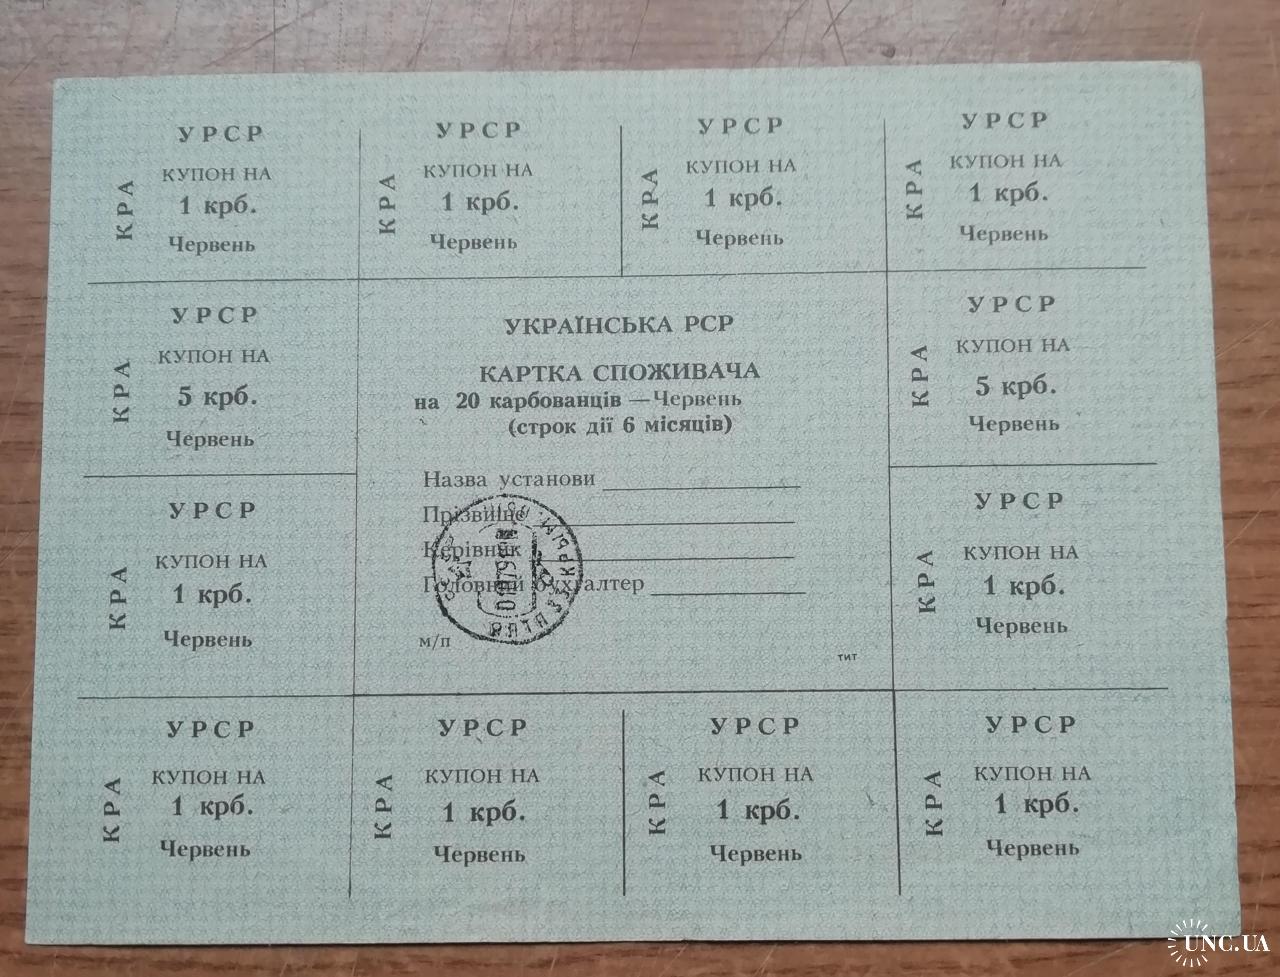 УРСР
КРА
КУПОН НА
1 крб.
Червень
УРСР
КРА
КУПОН НА
1 крб.
Червень
УРСР
КРА
КУПОН НА
1 крб.
Червень
УРСР
КРА
КУПОН НА
1 крб.
Червень
УРСР
КРА
КУПОН НА
5 крб.
Червень
УКРАЇНСЬКА РСР
КАРТКА СПОЖИВАЧА
на 20 карбованців — Червень
(строк дії 6 місяців)
Назва установи
Прізвище
Керівник
Головний бухгалтер
м/п
тит
УРСР
КРА
КУПОН НА
5 крб.
Червень
УРСР
КРА
КУПОН НА
1 крб.
Червень
УРСР
КРА
КУПОН НА
1 крб.
Червень
УРСР
КРА
КУПОН НА
1 крб.
Червень
УРСР
КРА
КУПОН НА
1 крб.
Червень
УРСР
КРА
КУПОН НА
1 крб.
Червень
УРСР
КРА
КУПОН НА
1 крб.
Червень
UNC.UA